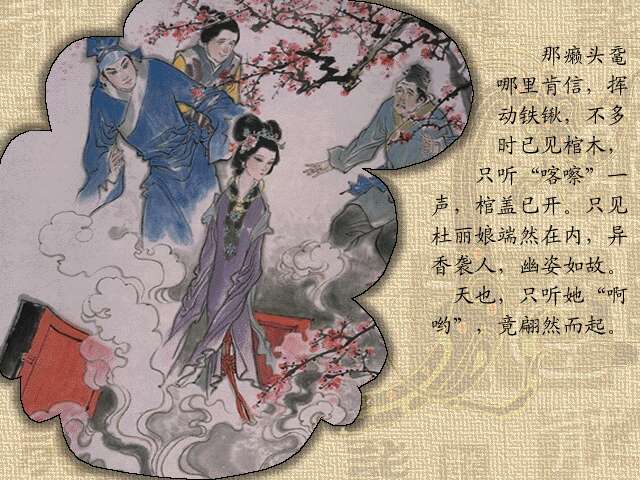 那癞头鼋
哪里肯信，挥
动铁锹，不多
时已见棺木，
只听“喀嚓”一
声，棺盖已开。只见
杜丽娘端然在内，异
香袭人，幽姿如故。
天也，只听她“啊
哟”，竟翩然而起。